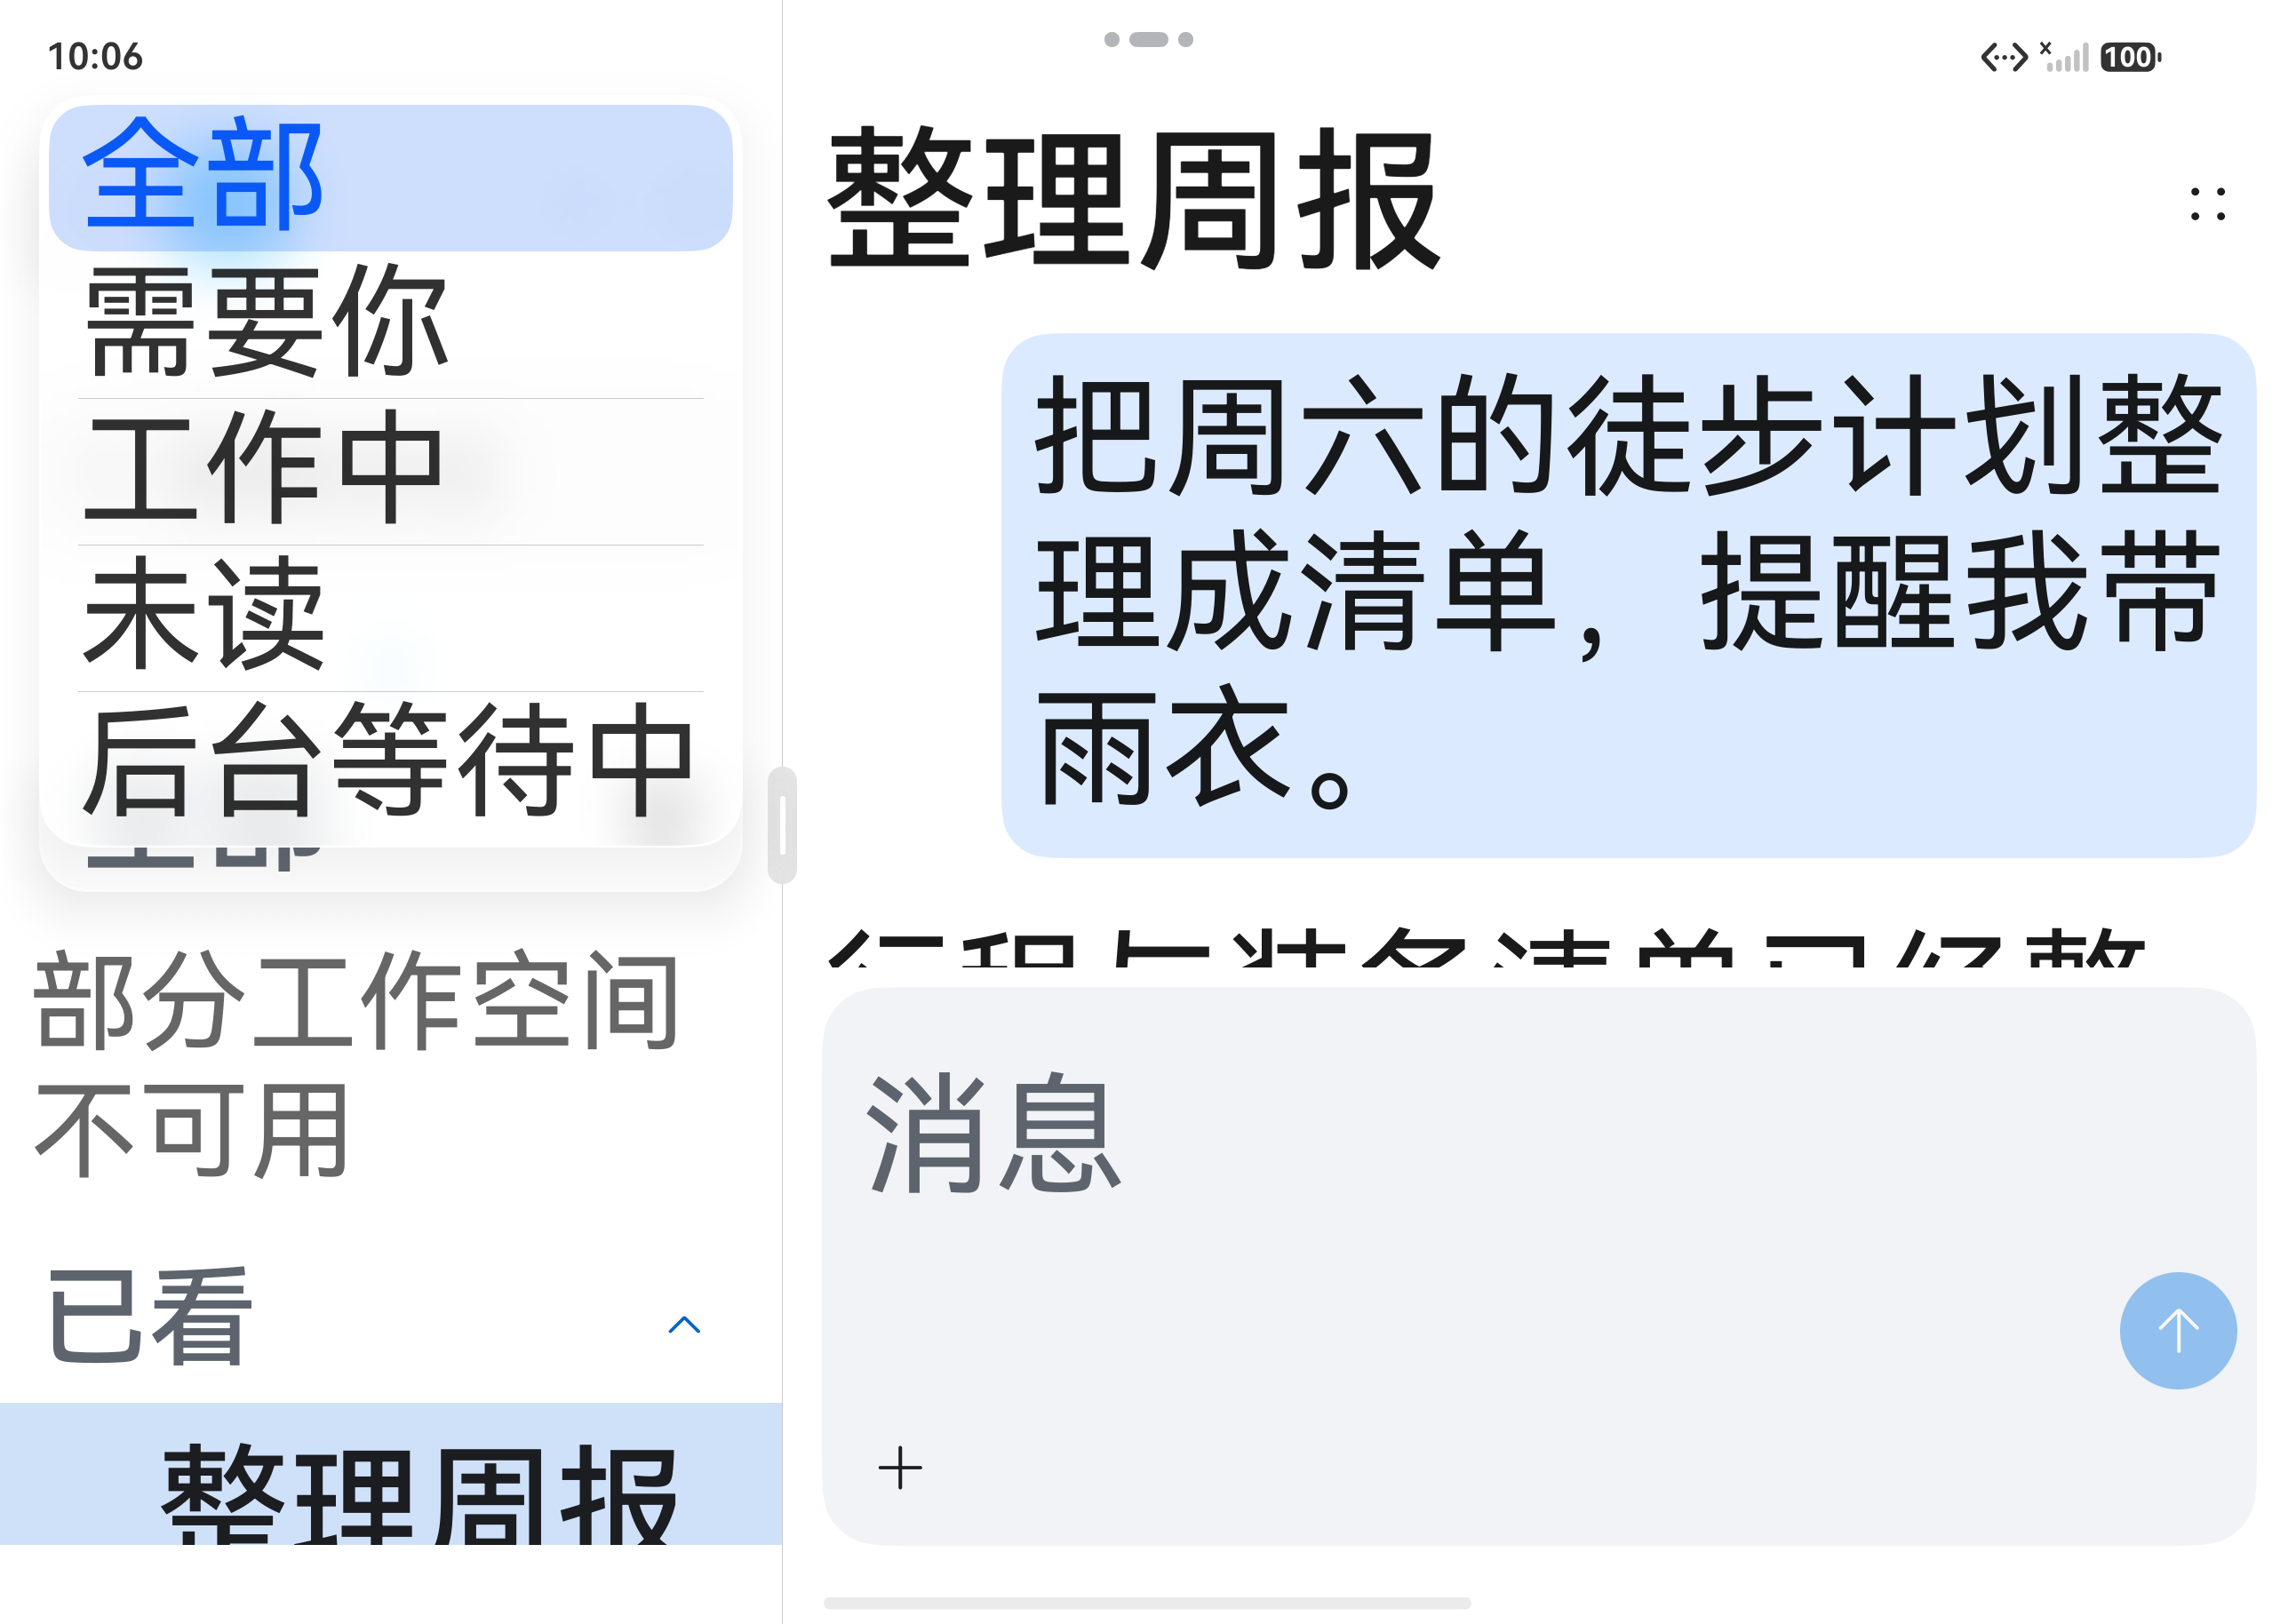 10:06
100
全部
需要你
工作中
未读
后台等待中
全部
部分工作空间
不可用
已看
整理周报
整理周报
把周六的徒步计划整
理成清单，提醒我带
雨衣。
消息